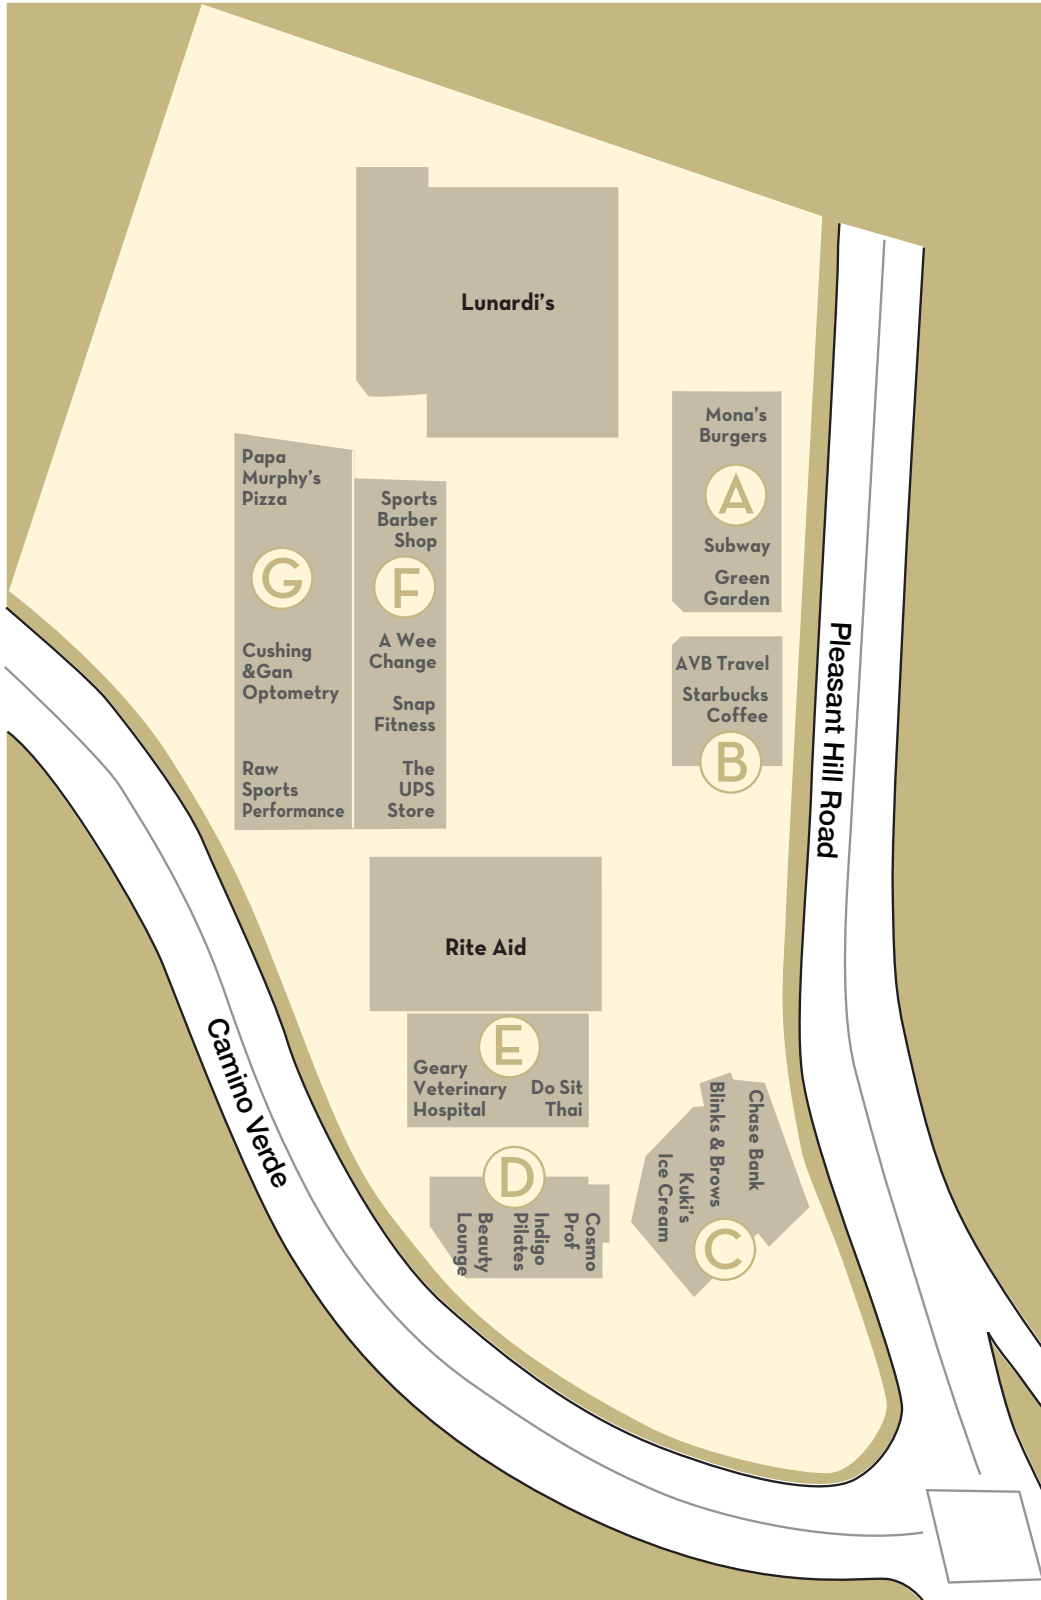 Lunardi's
Mona's
Burgers
A
Subway
Green
Garden
Papa
Murphy's
Pizza
G
Cushing
&Gan
Optometry
Raw
Sports
Performance
Sports
Barber
Shop
F
A Wee
Change
Snap
Fitness
The
UPS
Store
AVB Travel
Starbucks
Coffee
B
Pleasant Hill Road
Rite Aid
E
Geary
Veterinary
Hospital
Do Sit
Thai
Camino Verde
D
Cosmo
Prof
Indigo
Pilates
Beauty
Lounge
Chase Bank
Blinks & Brows
Kuki's
Ice Cream
C